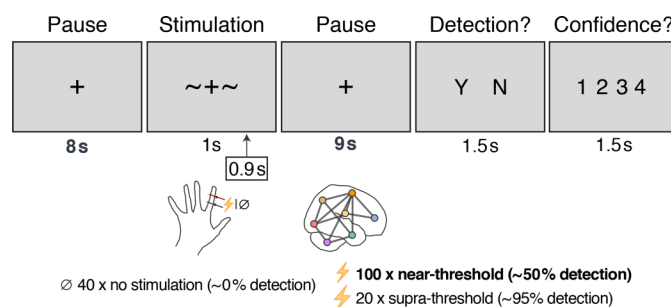 Pause Stimulation Pause Detection? Confidence?
+ ~+~ + Y N 1 2 3 4
8s 1s 9s 1.5s 1.5s
0.9s
|Ø
100 x near-threshold (~50% detection)
Ø 40 x no stimulation (~0% detection)
20 x supra-threshold (~95% detection)